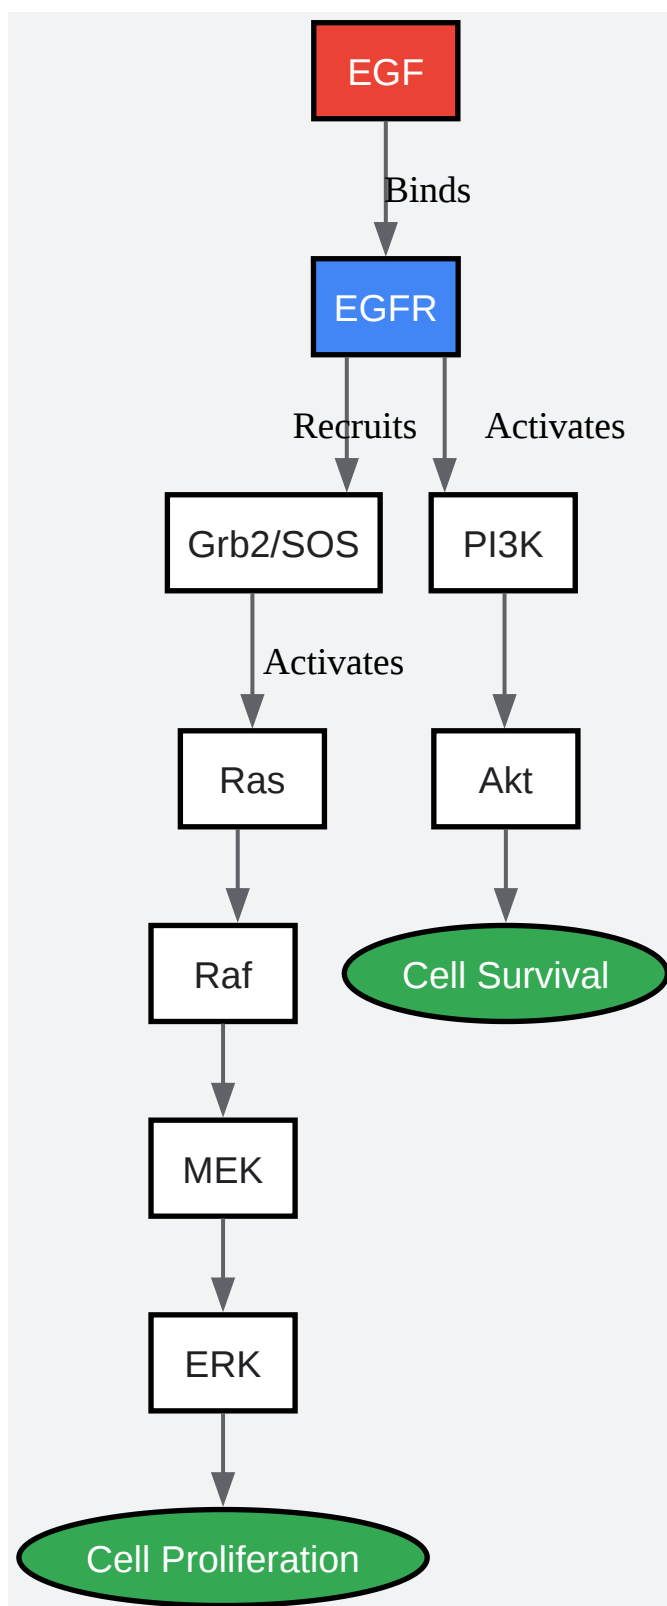 EGF
Binds
EGFR
Recruits
Activates
Grb2/SOS
PI3K
Activates
Ras
Akt
Raf
Cell Survival
MEK
ERK
Cell Proliferation